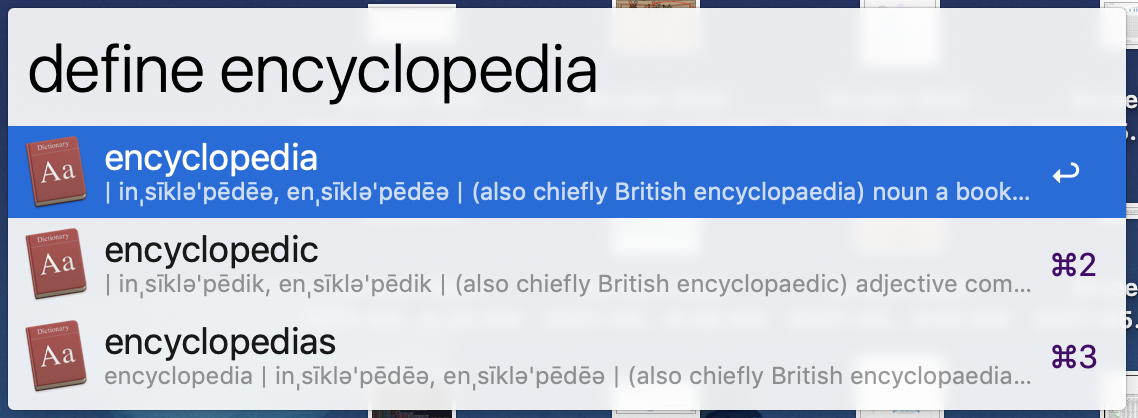 define encyclopedia
Dictionary
Aa
encyclopedia
| inˌsīkləˈpēdēə, enˌsīkləˈpēdēə | (also chiefly British encyclopaedia) noun a book...
Dictionary
Aa
encyclopedic
| inˌsīkləˈpēdik, enˌsīkləˈpēdik | (also chiefly British encyclopaedic) adjective com...
⌘2
Dictionary
Aa
encyclopedias
encyclopedia | inˌsīkləˈpēdēə, enˌsīkləˈpēdēə | (also chiefly British encyclopaedia...
⌘3